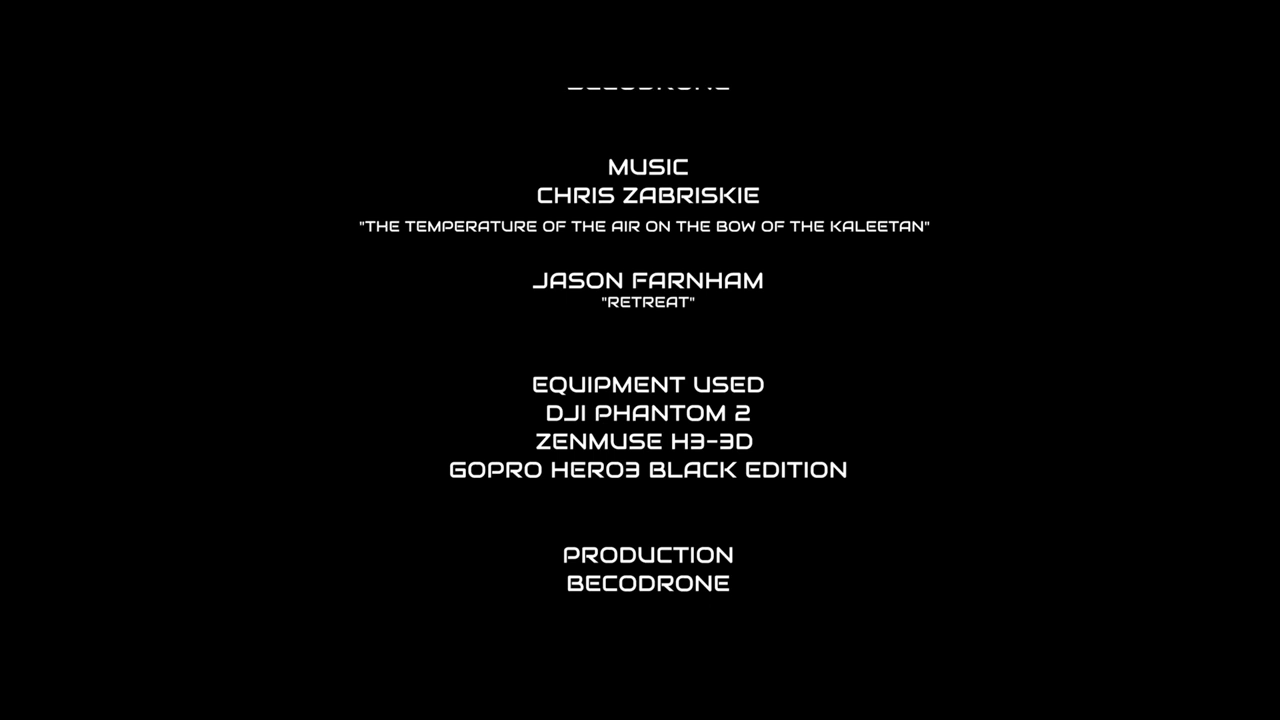 BECODRONE
MUSIC
CHRIS ZABRISKIE
"THE TEMPERATURE OF THE AIR ON THE BOW OF THE KALEETAN"
JASON FARNHAM
"RETREAT"
EQUIPMENT USED
DJI PHANTOM 2
ZENMUSE H3-3D
GOPRO HERO3 BLACK EDITION
PRODUCTION
BECODRONE